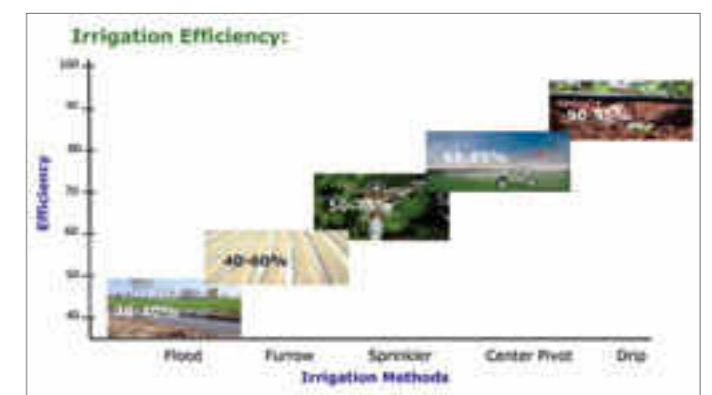 Irrigation Efficiency:
100
90
80
70
60
50
40
Efficiency
40-60%
Flood
Furrow
Sprinkler
Center Pivot
Drip
Irrigation Methods